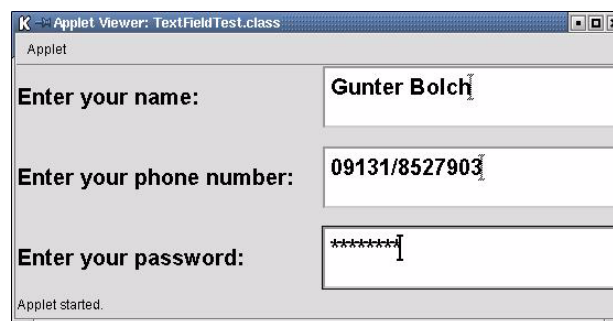 Applet Viewer: TextFieldTest.class
Applet
Enter your name: Gunter Bolch
Enter your phone number: 09131/8527903
Enter your password: ********
Applet started.